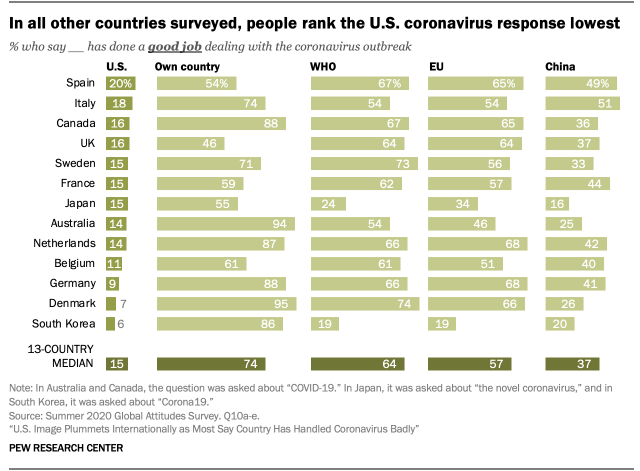 In all other countries surveyed, people rank the U.S. coronavirus response lowest
% who say __ has done a good job dealing with the coronavirus outbreak
U.S. Own country WHO EU China
Spain 20% 54% 67% 65% 49%
Italy 18 74 54 54 51
Canada 16 88 67 65 36
UK 16 46 64 64 37
Sweden 15 71 73 56 33
France 15 59 62 57 44
Japan 15 55 24 34 16
Australia 14 94 54 46 25
Netherlands 14 87 66 68 42
Belgium 11 61 61 51 40
Germany 9 88 66 68 41
Denmark 7 95 74 66 26
South Korea 6 86 19 19 20
13-COUNTRY
MEDIAN 15 74 64 57 37
Note: In Australia and Canada, the question was asked about “COVID-19.” In Japan, it was asked about “the novel coronavirus,” and in
South Korea, it was asked about “Corona19.”
Source: Summer 2020 Global Attitudes Survey. Q10a-e.
“U.S. Image Plummets Internationally as Most Say Country Has Handled Coronavirus Badly”
PEW RESEARCH CENTER